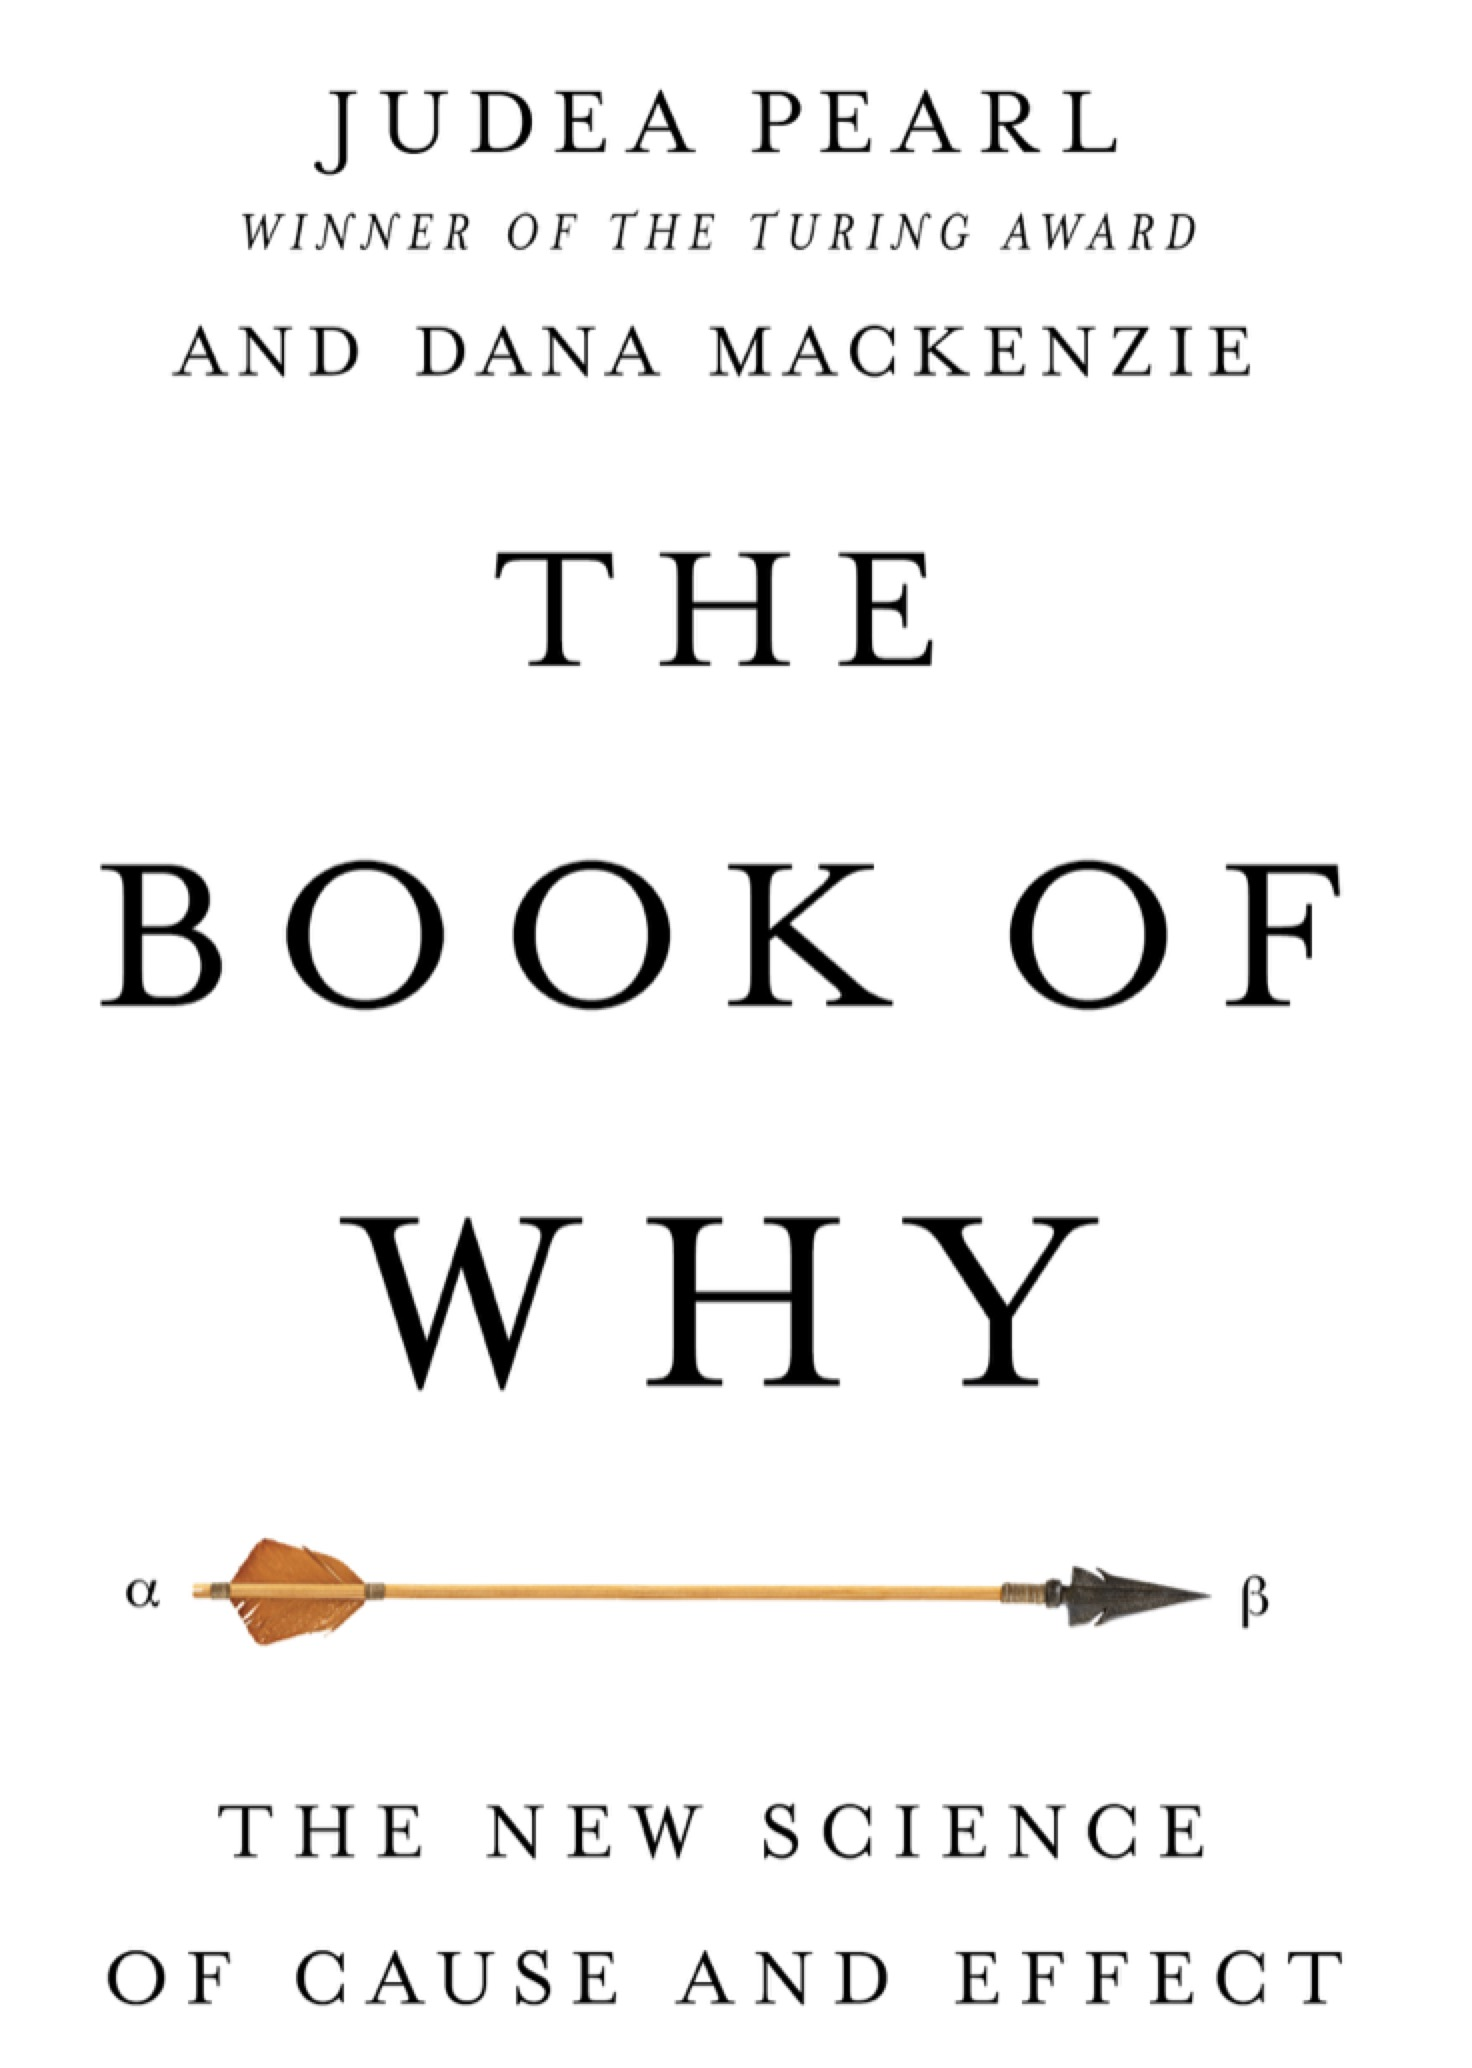 JUDEA PEARL
WINNER OF THE TURING AWARD
AND DANA MACKENZIE
THE
BOOK OF
WHY
α β
THE NEW SCIENCE
OF CAUSE AND EFFECT